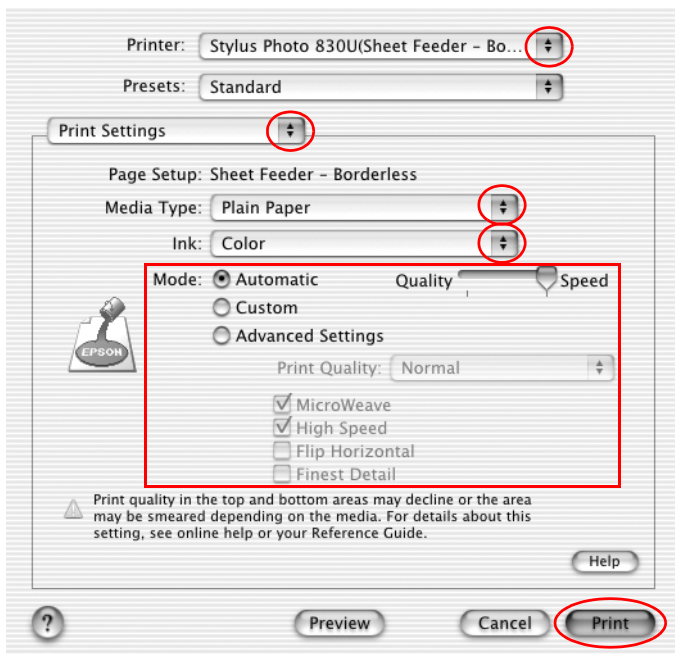 Printer: Stylus Photo 830U(Sheet Feeder – Bo...
Presets: Standard
Print Settings
Page Setup: Sheet Feeder – Borderless
Media Type: Plain Paper
Ink: Color
Mode: Automatic Quality Speed
Custom
Advanced Settings
EPSON
Print Quality: Normal
MicroWeave
High Speed
Flip Horizontal
Finest Detail
Print quality in the top and bottom areas may decline or the area
may be smeared depending on the media. For details about this
setting, see online help or your Reference Guide.
Help
? Preview Cancel Print